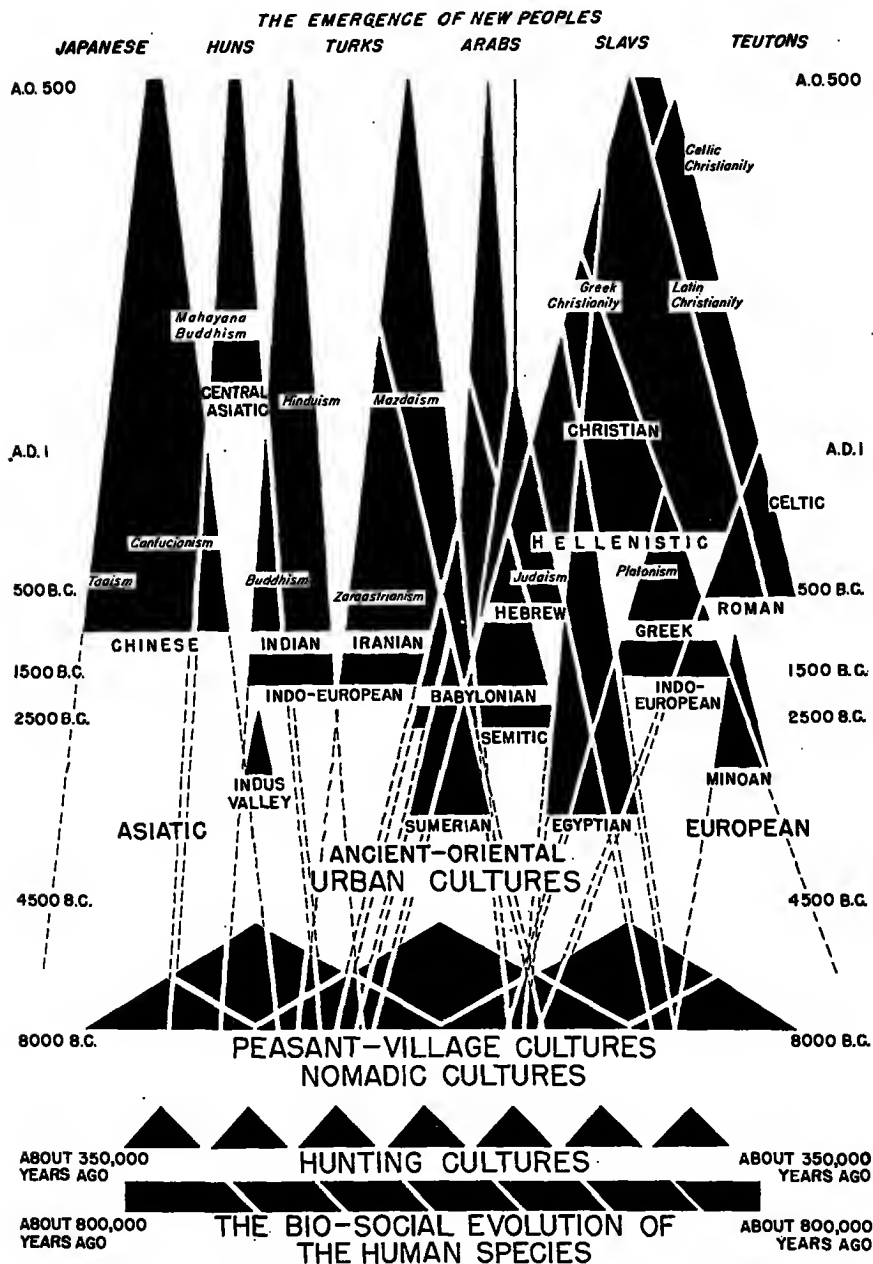 THE EMERGENCE OF NEW PEOPLES
JAPANESE HUNS TURKS ARABS SLAVS TEUTONS
A.O. 500 A.O. 500
Celtic
Christianity
Mahayana
Buddhism
Greek
Christianity
Latin
Christianity
CENTRAL
ASIATIC
Hinduism
Mazdaism
CHRISTIAN
A.D. I A.D. I
CELTIC
Confucianism
HELLENISTIC
Taoism
Buddhism
Zoroastrianism
Judaism
Platonism
500 B.C. 500 B.C.
HEBREW
ROMAN
CHINESE INDIAN IRANIAN
GREEK
1500 B.C. 1500 B.C.
INDO-EUROPEAN
BABYLONIAN
INDO-
EUROPEAN
2500 B.C. 2500 B.C.
SEMITIC
INDUS
VALLEY
MINOAN
ASIATIC
SUMERIAN
EGYPTIAN
EUROPEAN
ANCIENT-ORIENTAL
URBAN CULTURES
4500 B.C. 4500 B.C.
8000 B.C. 8000 B.C.
PEASANT-VILLAGE CULTURES
NOMADIC CULTURES
ABOUT 350,000
YEARS AGO
HUNTING CULTURES
ABOUT 350,000
YEARS AGO
ABOUT 800,000
YEARS AGO
THE BIO-SOCIAL EVOLUTION OF
THE HUMAN SPECIES
ABOUT 800,000
YEARS AGO